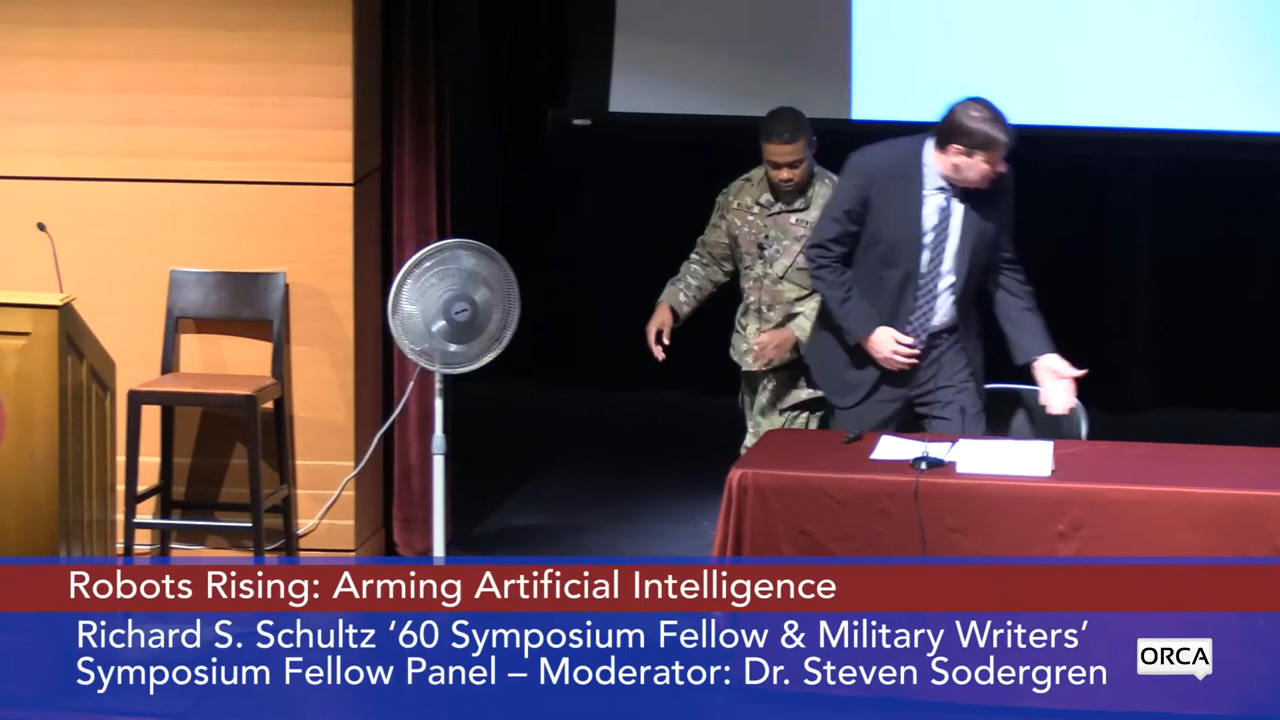 Robots Rising: Arming Artificial Intelligence
Richard S. Schultz ‘60 Symposium Fellow & Military Writers’
Symposium Fellow Panel – Moderator: Dr. Steven Sodergren
ORCA